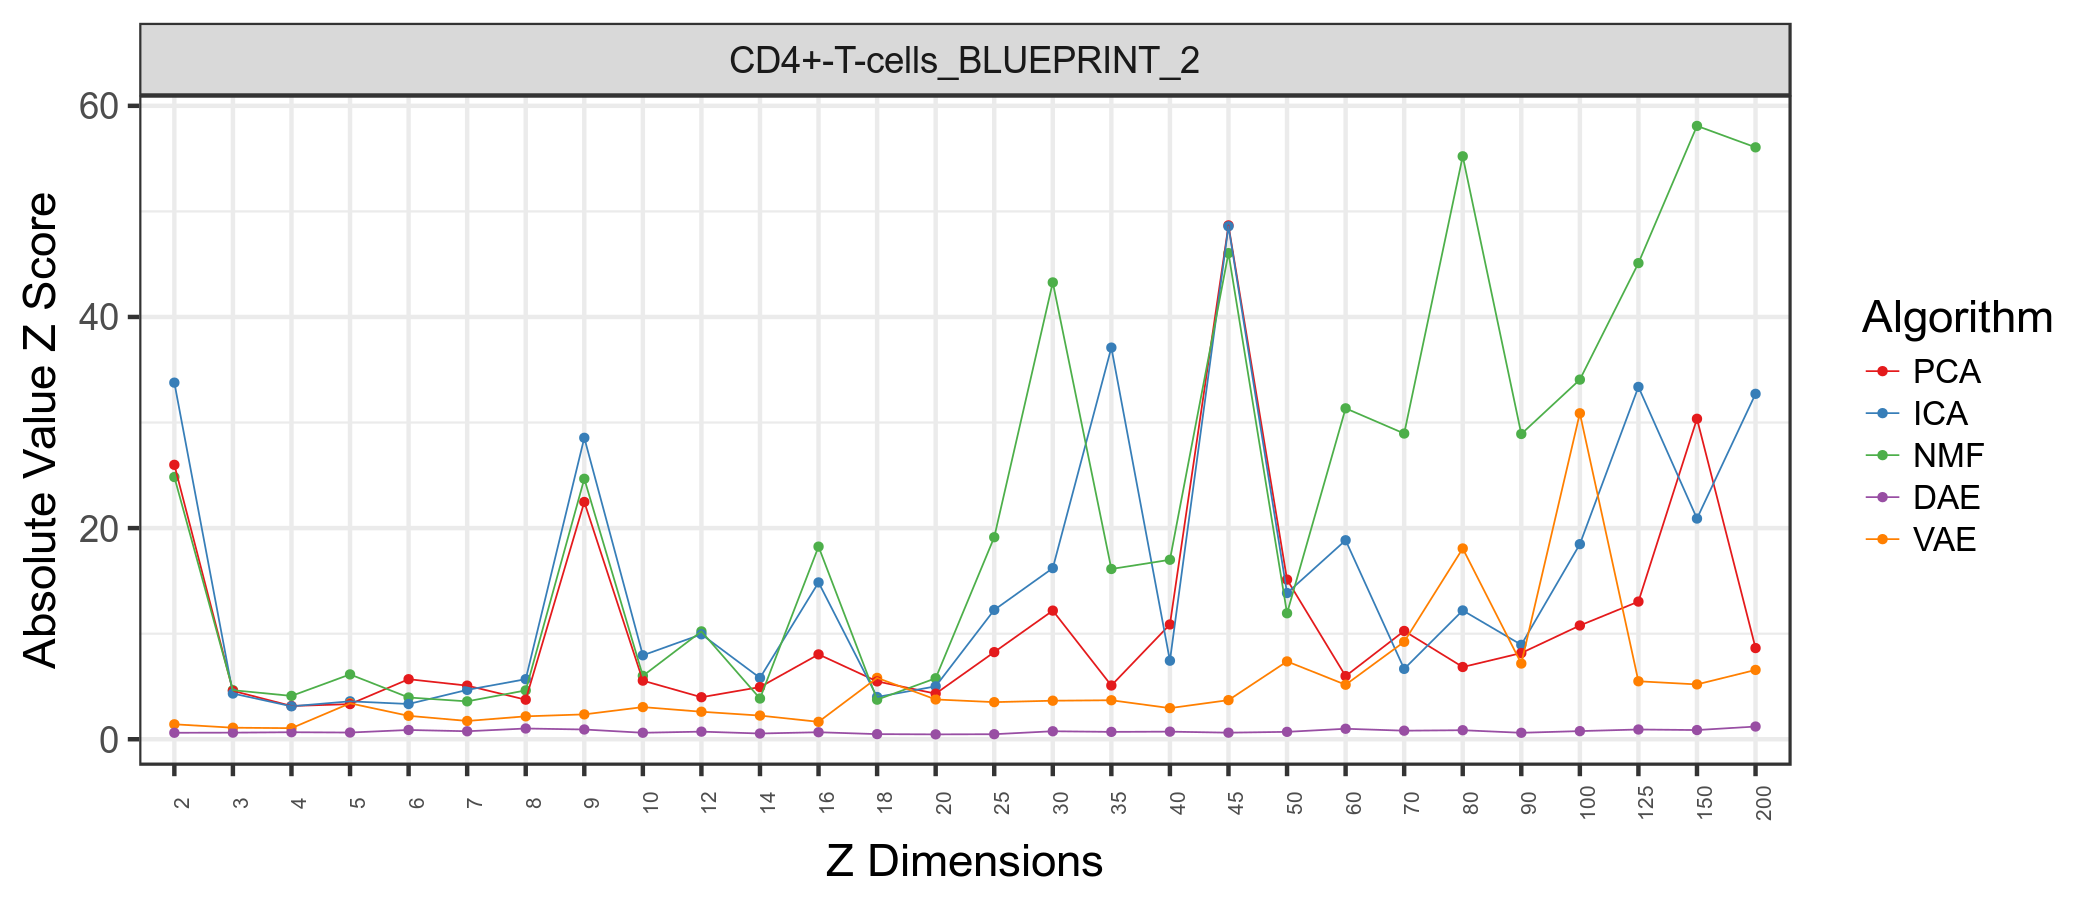 CD4+-T-cells_BLUEPRINT_2
60
40
20
0
Absolute Value Z Score
2 3 4 5 6 7 8 9 10 12 14 16 18 20 25 30 35 40 45 50 60 70 80 90 100 125 150 200
Z Dimensions
Algorithm
PCA
ICA
NMF
DAE
VAE